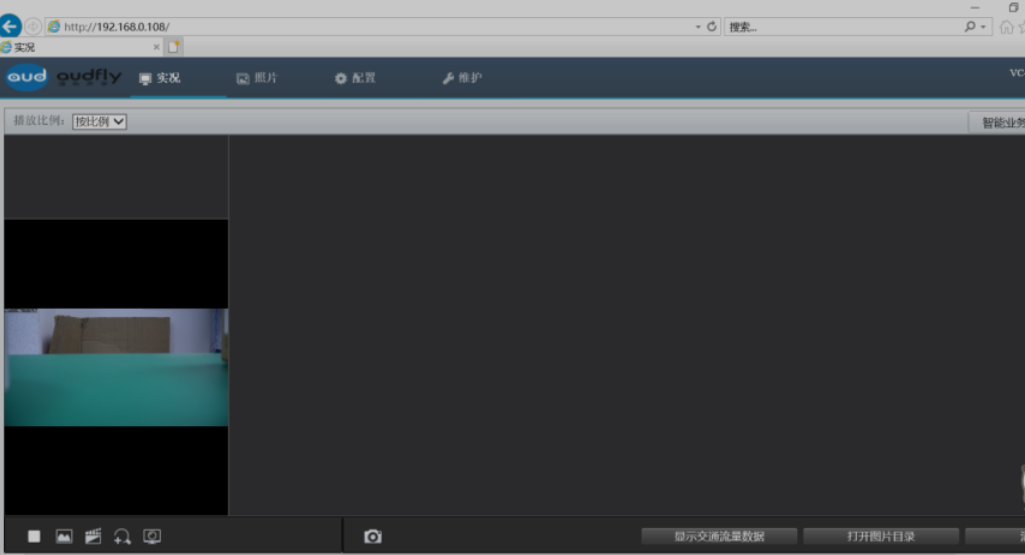 http://192.168.0.108/
搜索...
实况
aud audfly 实况 照片 配置 维护 VC-
播放比例: 按比例 智能业务
显示交通流量数据 打开图片目录